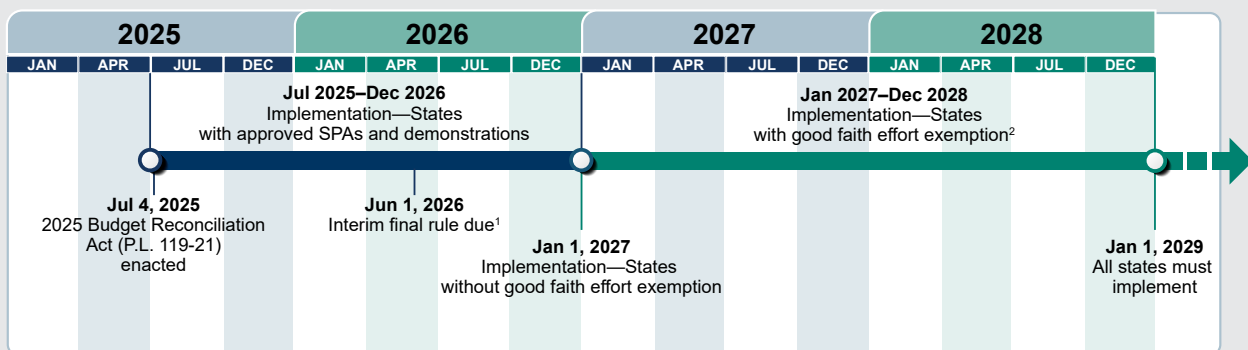 2025 2026 2027 2028
JAN APR JUL DEC JAN APR JUL DEC JAN APR JUL DEC JAN APR JUL DEC
Jul 2025–Dec 2026
Implementation—States
with approved SPAs and demonstrations
Jan 2027–Dec 2028
Implementation—States
with good faith effort exemption²
Jul 4, 2025
2025 Budget Reconciliation
Act (P.L. 119-21)
enacted
Jun 1, 2026
Interim final rule due¹
Jan 1, 2027
Implementation—States
without good faith effort exemption
Jan 1, 2029
All states must
implement